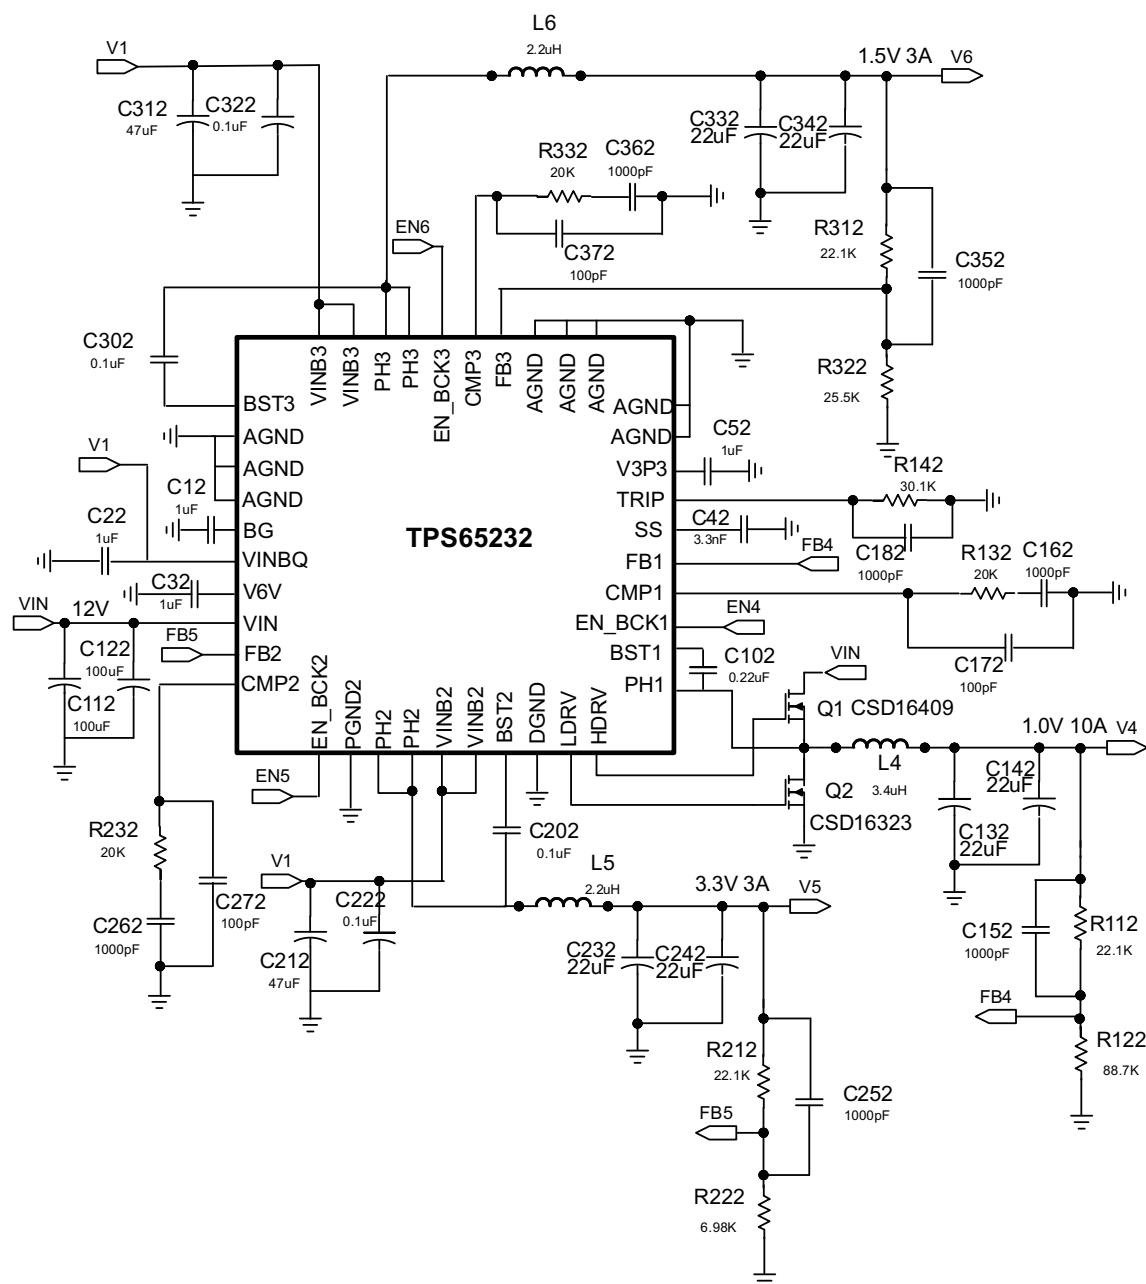 L6
2.2uH
V1
1.5V 3A
V6
C312
47uF
C322
0.1uF
C332
22uF
C342
22uF
R332
20K
C362
1000pF
EN6
C372
100pF
R312
22.1K
C352
1000pF
C302
0.1uF
VINB3
VINB3
PH3
PH3
EN_BCK3
CMP3
FB3
AGND
AGND
AGND
R322
25.5K
BST3
AGND
AGND
AGND
BG
VINBQ
V6V
VIN
FB2
CMP2
AGND
AGND
V3P3
TRIP
SS
FB1
CMP1
EN_BCK1
BST1
PH1
TPS65232
V1
C12
1uF
C22
1uF
C32
1uF
VIN
12V
FB5
C122
100uF
C112
100uF
C52
1uF
R142
30.1K
C42
3.3nF
C182
1000pF
FB4
R132
20K
C162
1000pF
EN4
C172
100pF
C102
0.22uF
VIN
EN_BCK2
PGND2
PH2
PH2
VINB2
VINB2
BST2
DGND
LDRV
HDRV
Q1 CSD16409
1.0V 10A
V4
L4
3.4uH
Q2
CSD16323
C142
22uF
C132
22uF
EN5
R232
20K
C202
0.1uF
C272
100pF
C262
1000pF
V1
C222
0.1uF
C212
47uF
L5
2.2uH
3.3V 3A
V5
C232
22uF
C242
22uF
C152
1000pF
R112
22.1K
FB4
R122
88.7K
R212
22.1K
C252
1000pF
FB5
R222
6.98K